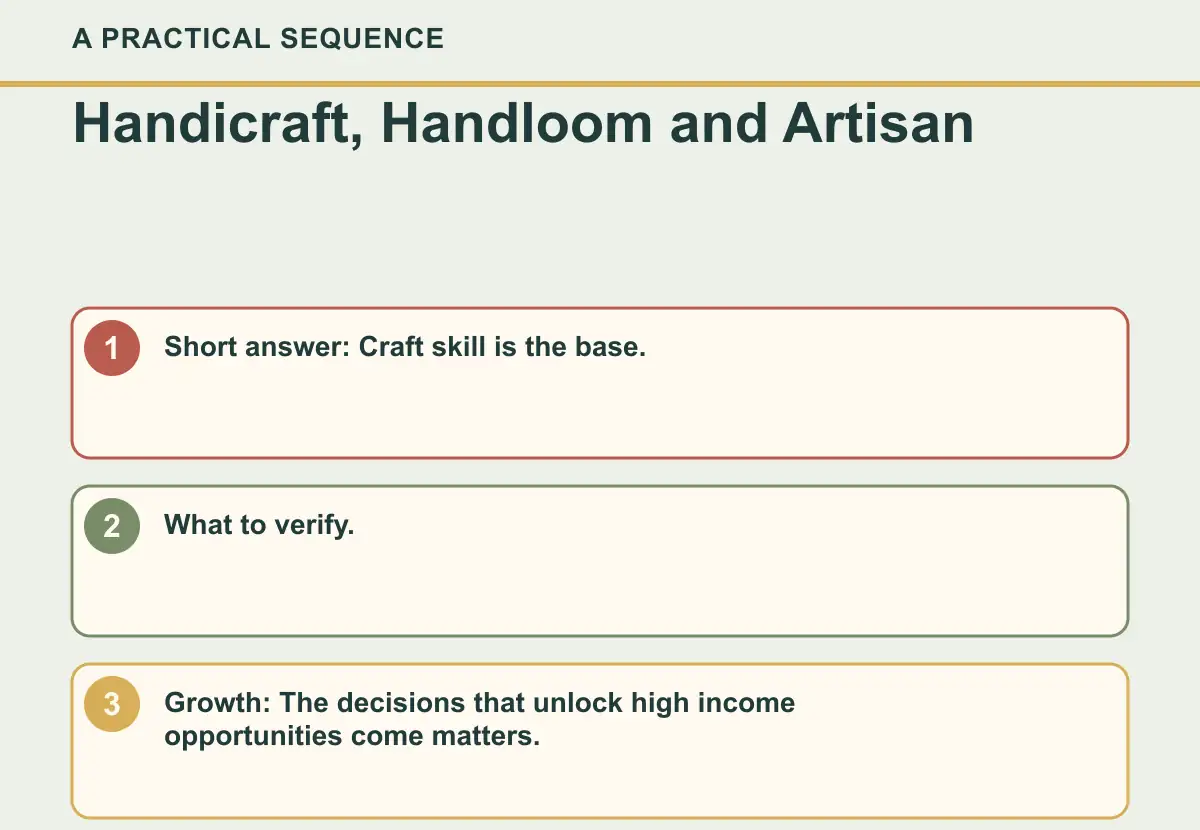 A PRACTICAL SEQUENCE
Handicraft, Handloom and Artisan
1
Short answer: Craft skill is the base.
2
What to verify.
3
Growth: The decisions that unlock high income
opportunities come matters.